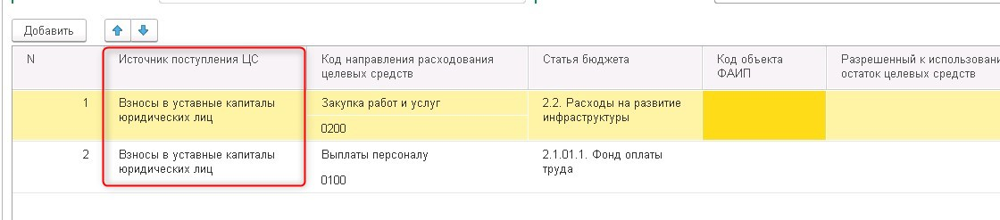 Добавить
N
Источник поступления ЦС
Код направления расходования
целевых средств
Статья бюджета
Код объекта
ФАИП
Разрешенный к использовани
остаток целевых средств
1
Взносы в уставные капиталы
юридических лиц
Закупка работ и услуг
0200
2.2. Расходы на развитие
инфраструктуры
2
Взносы в уставные капиталы
юридических лиц
Выплаты персоналу
0100
2.1.01.1. Фонд оплаты
труда